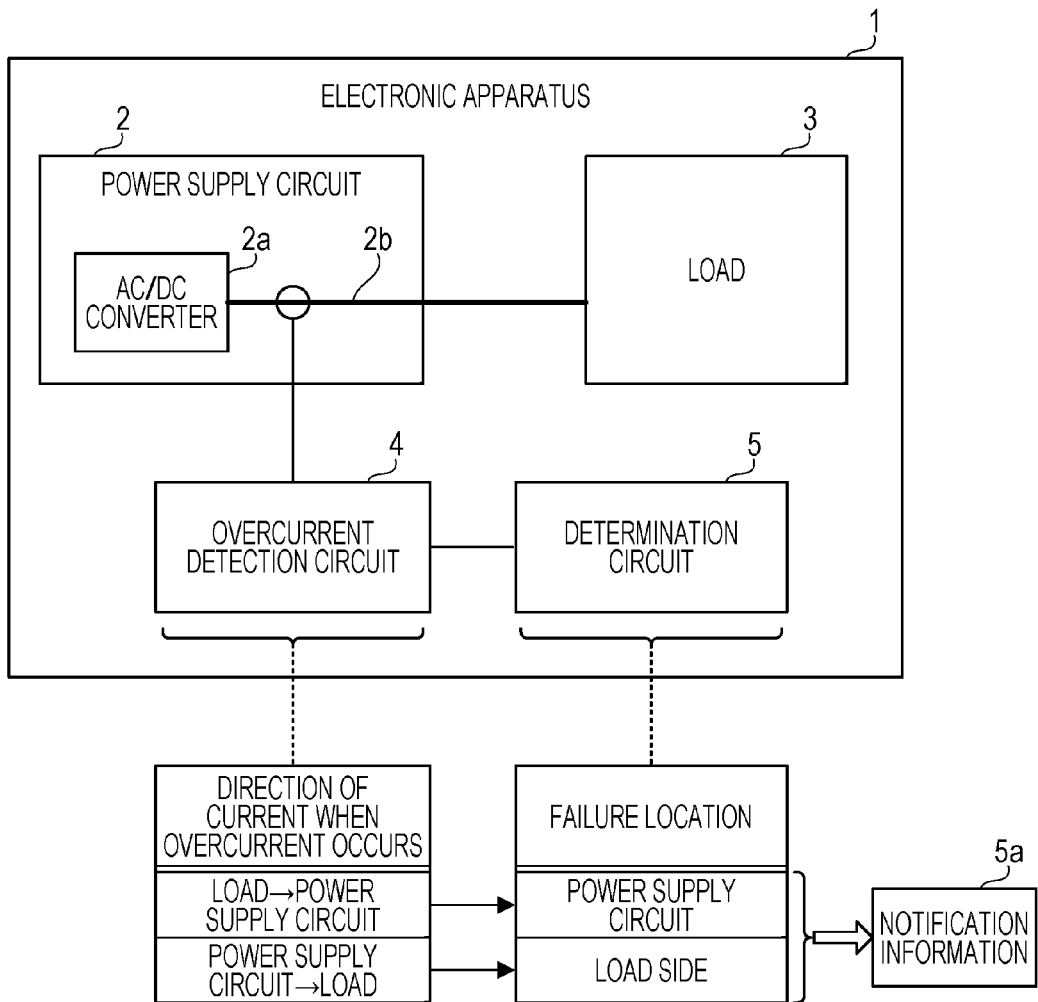 1
ELECTRONIC APPARATUS
2
3
POWER SUPPLY CIRCUIT
2a
2b
AC/DC
CONVERTER
LOAD
4
5
OVERCURRENT
DETECTION CIRCUIT
DETERMINATION
CIRCUIT
DIRECTION OF
CURRENT WHEN
OVERCURRENT OCCURS
FAILURE LOCATION
LOAD→POWER
SUPPLY CIRCUIT
POWER SUPPLY
CIRCUIT
POWER SUPPLY
CIRCUIT→LOAD
LOAD SIDE
5a
NOTIFICATION
INFORMATION